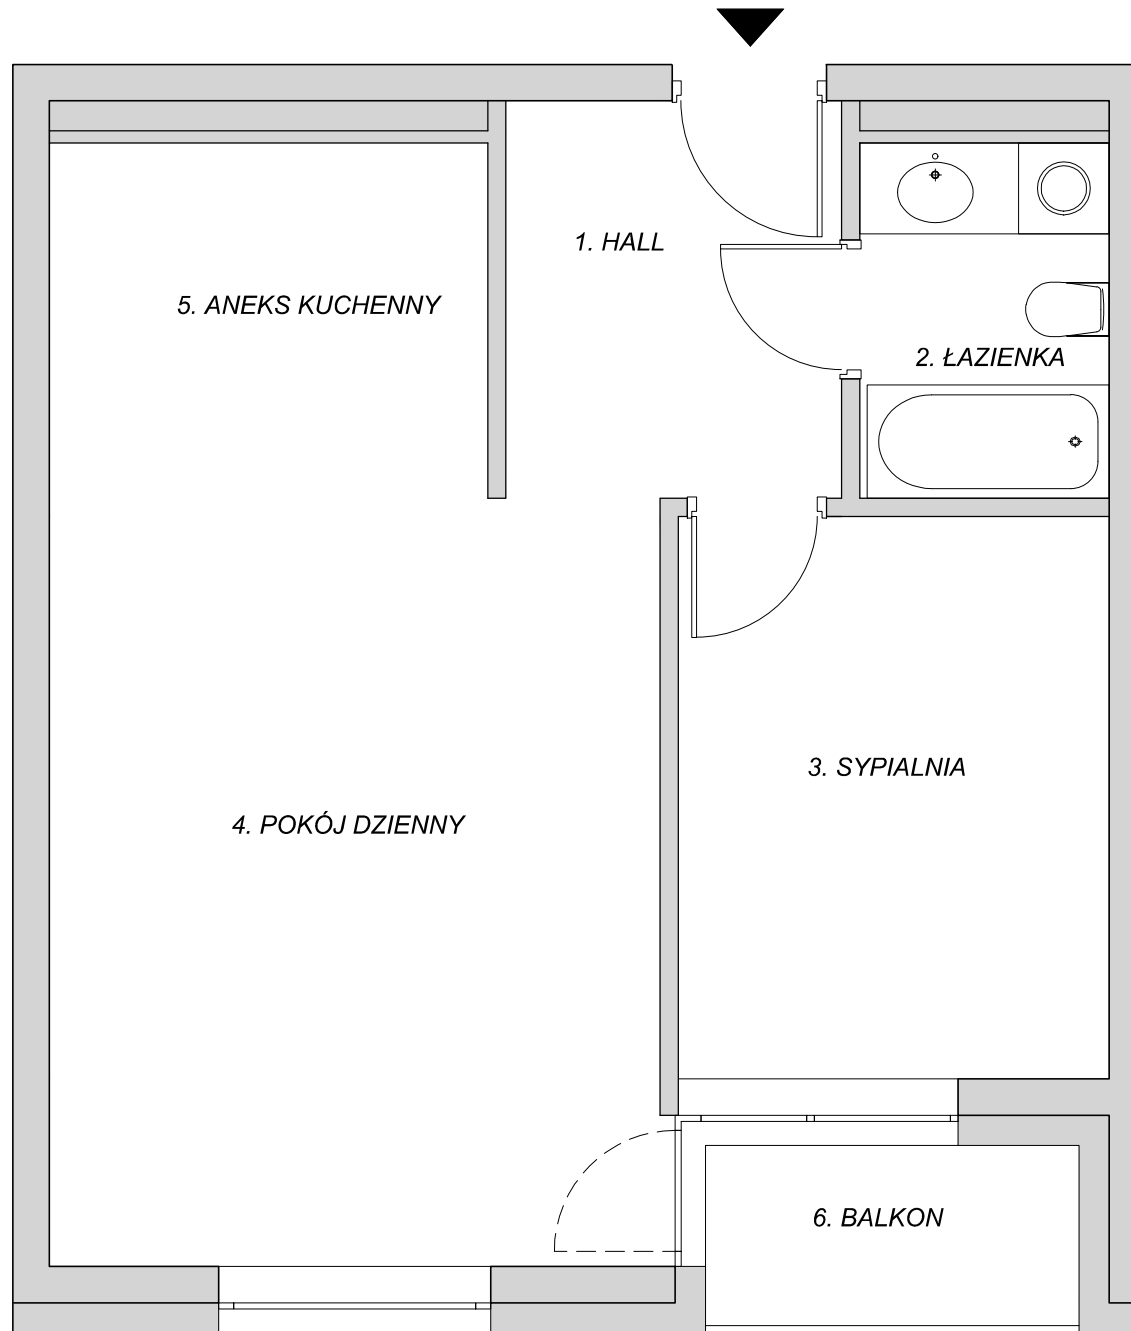 1. HALL
5. ANEKS KUCHENNY
2. ŁAZIENKA
3. SYPIALNIA
4. POKÓJ DZIENNY
6. BALKON